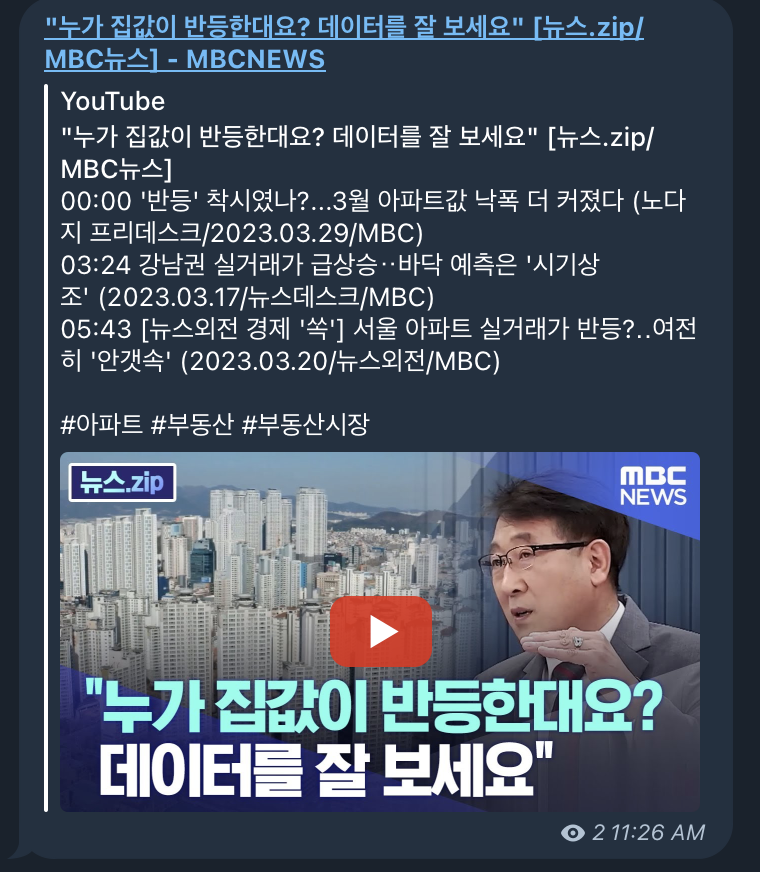 "누가 집값이 반등한대요? 데이터를 잘 보세요" [뉴스.zip/
MBC뉴스] - MBCNEWS
YouTube
"누가 집값이 반등한대요? 데이터를 잘 보세요" [뉴스.zip/
MBC뉴스]
00:00 '반등' 착시였나?...3월 아파트값 낙폭 더 커졌다 (노다
지 프리데스크/2023.03.29/MBC)
03:24 강남권 실거래가 급상승‥바닥 예측은 '시기상
조' (2023.03.17/뉴스데스크/MBC)
05:43 [뉴스외전 경제 '쏙'] 서울 아파트 실거래가 반등?‥여전
히 '안갯속' (2023.03.20/뉴스외전/MBC)
#아파트 #부동산 #부동산시장
뉴스.zip
MBC
NEWS
"누가 집값이 반등한대요?
데이터를 잘 보세요"
2 11:26 AM